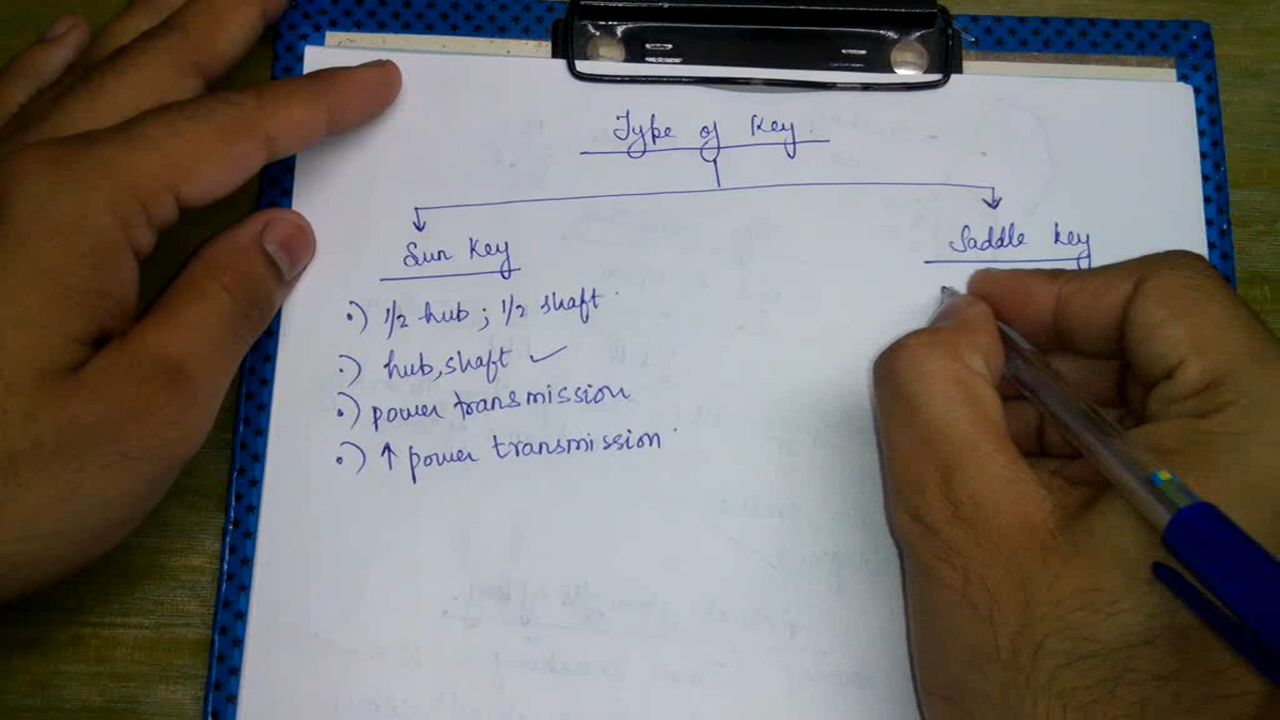 Type of Key.
Sun Key
Saddle key
•) 1/2 hub ; 1/2 shaft
•) hub, shaft ✓
•) power transmission
•) ↑ power transmission